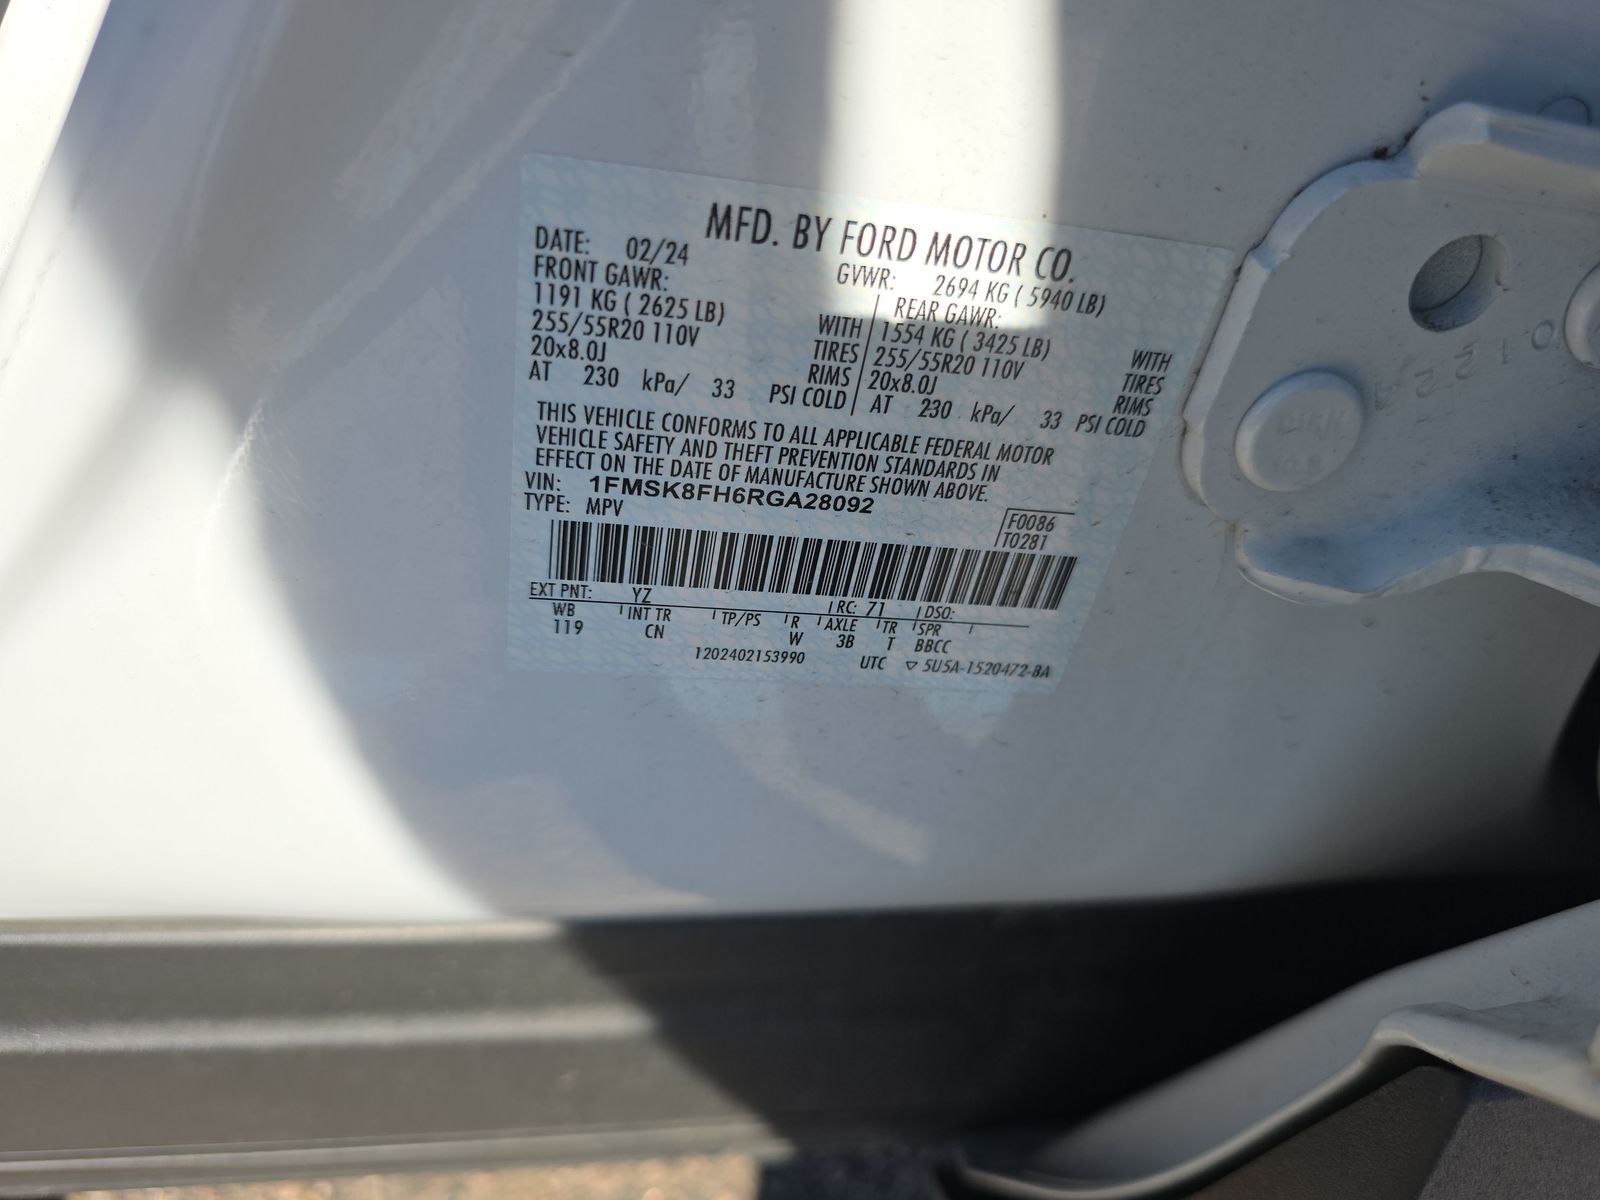 MFD. BY FORD MOTOR CO.
DATE: 02/24 GVWR: 2694 KG ( 5940 LB)
FRONT GAWR: REAR GAWR:
1191 KG ( 2625 LB) WITH 1554 KG ( 3425 LB) WITH
255/55R20 110V TIRES 255/55R20 110V TIRES
20x8.0J RIMS 20x8.0J RIMS
AT 230 kPa/ 33 PSI COLD AT 230 kPa/ 33 PSI COLD
THIS VEHICLE CONFORMS TO ALL APPLICABLE FEDERAL MOTOR
VEHICLE SAFETY AND THEFT PREVENTION STANDARDS IN
EFFECT ON THE DATE OF MANUFACTURE SHOWN ABOVE.
VIN: 1FMSK8FH6RGA28092
TYPE: MPV
F0086
T0281
EXT PNT: YZ RC: 71 DSO:
WB INT TR TP/PS R AXLE TR SPR
119 CN W 3B T BBCC
1202402153990 UTC ▽ 5U5A-1520472-BA